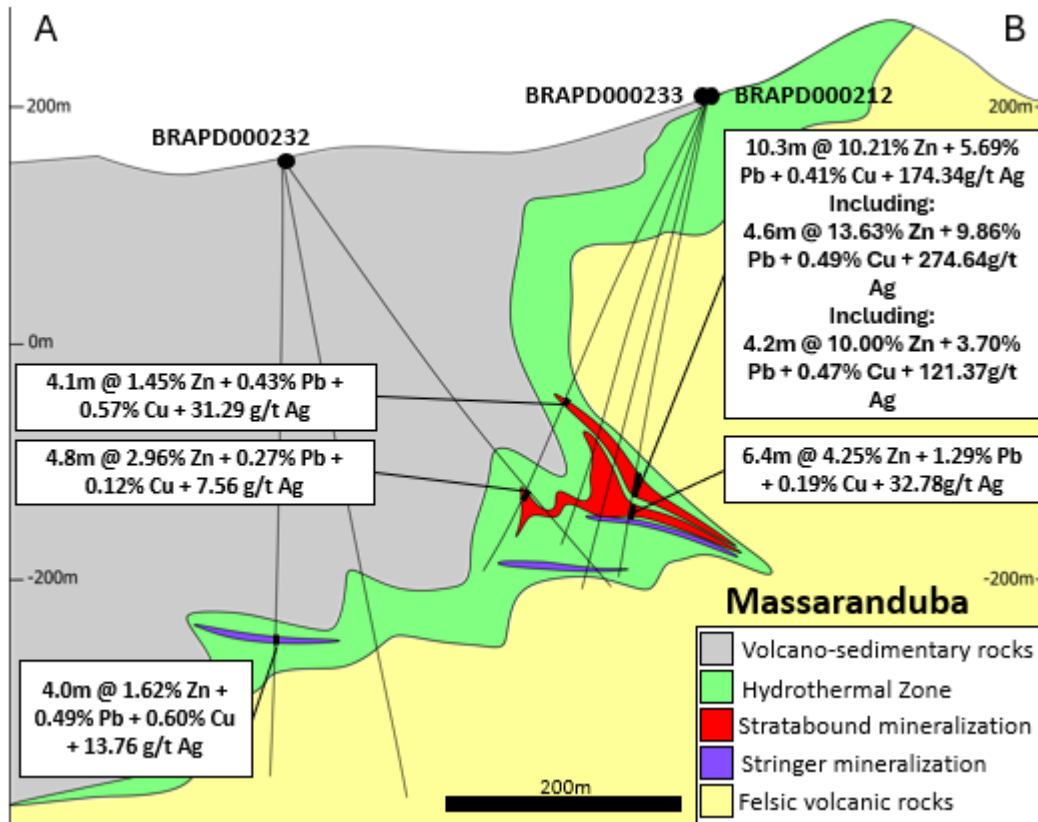 A
B
200m
200m
BRAPD000233
BRAPD000212
BRAPD000232
10.3m @ 10.21% Zn + 5.69%
Pb + 0.41% Cu + 174.34g/t Ag
Including:
4.6m @ 13.63% Zn + 9.86%
Pb + 0.49% Cu + 274.64g/t
Ag
Including:
4.2m @ 10.00% Zn + 3.70%
Pb + 0.47% Cu + 121.37g/t
Ag
0m
4.1m @ 1.45% Zn + 0.43% Pb +
0.57% Cu + 31.29 g/t Ag
4.8m @ 2.96% Zn + 0.27% Pb +
0.12% Cu + 7.56 g/t Ag
6.4m @ 4.25% Zn + 1.29% Pb
+ 0.19% Cu + 32.78g/t Ag
-200m
-200m
4.0m @ 1.62% Zn +
0.49% Pb + 0.60% Cu
+ 13.76 g/t Ag
Massaranduba
Volcano-sedimentary rocks
Hydrothermal Zone
Stratabound mineralization
Stringer mineralization
Felsic volcanic rocks
200m